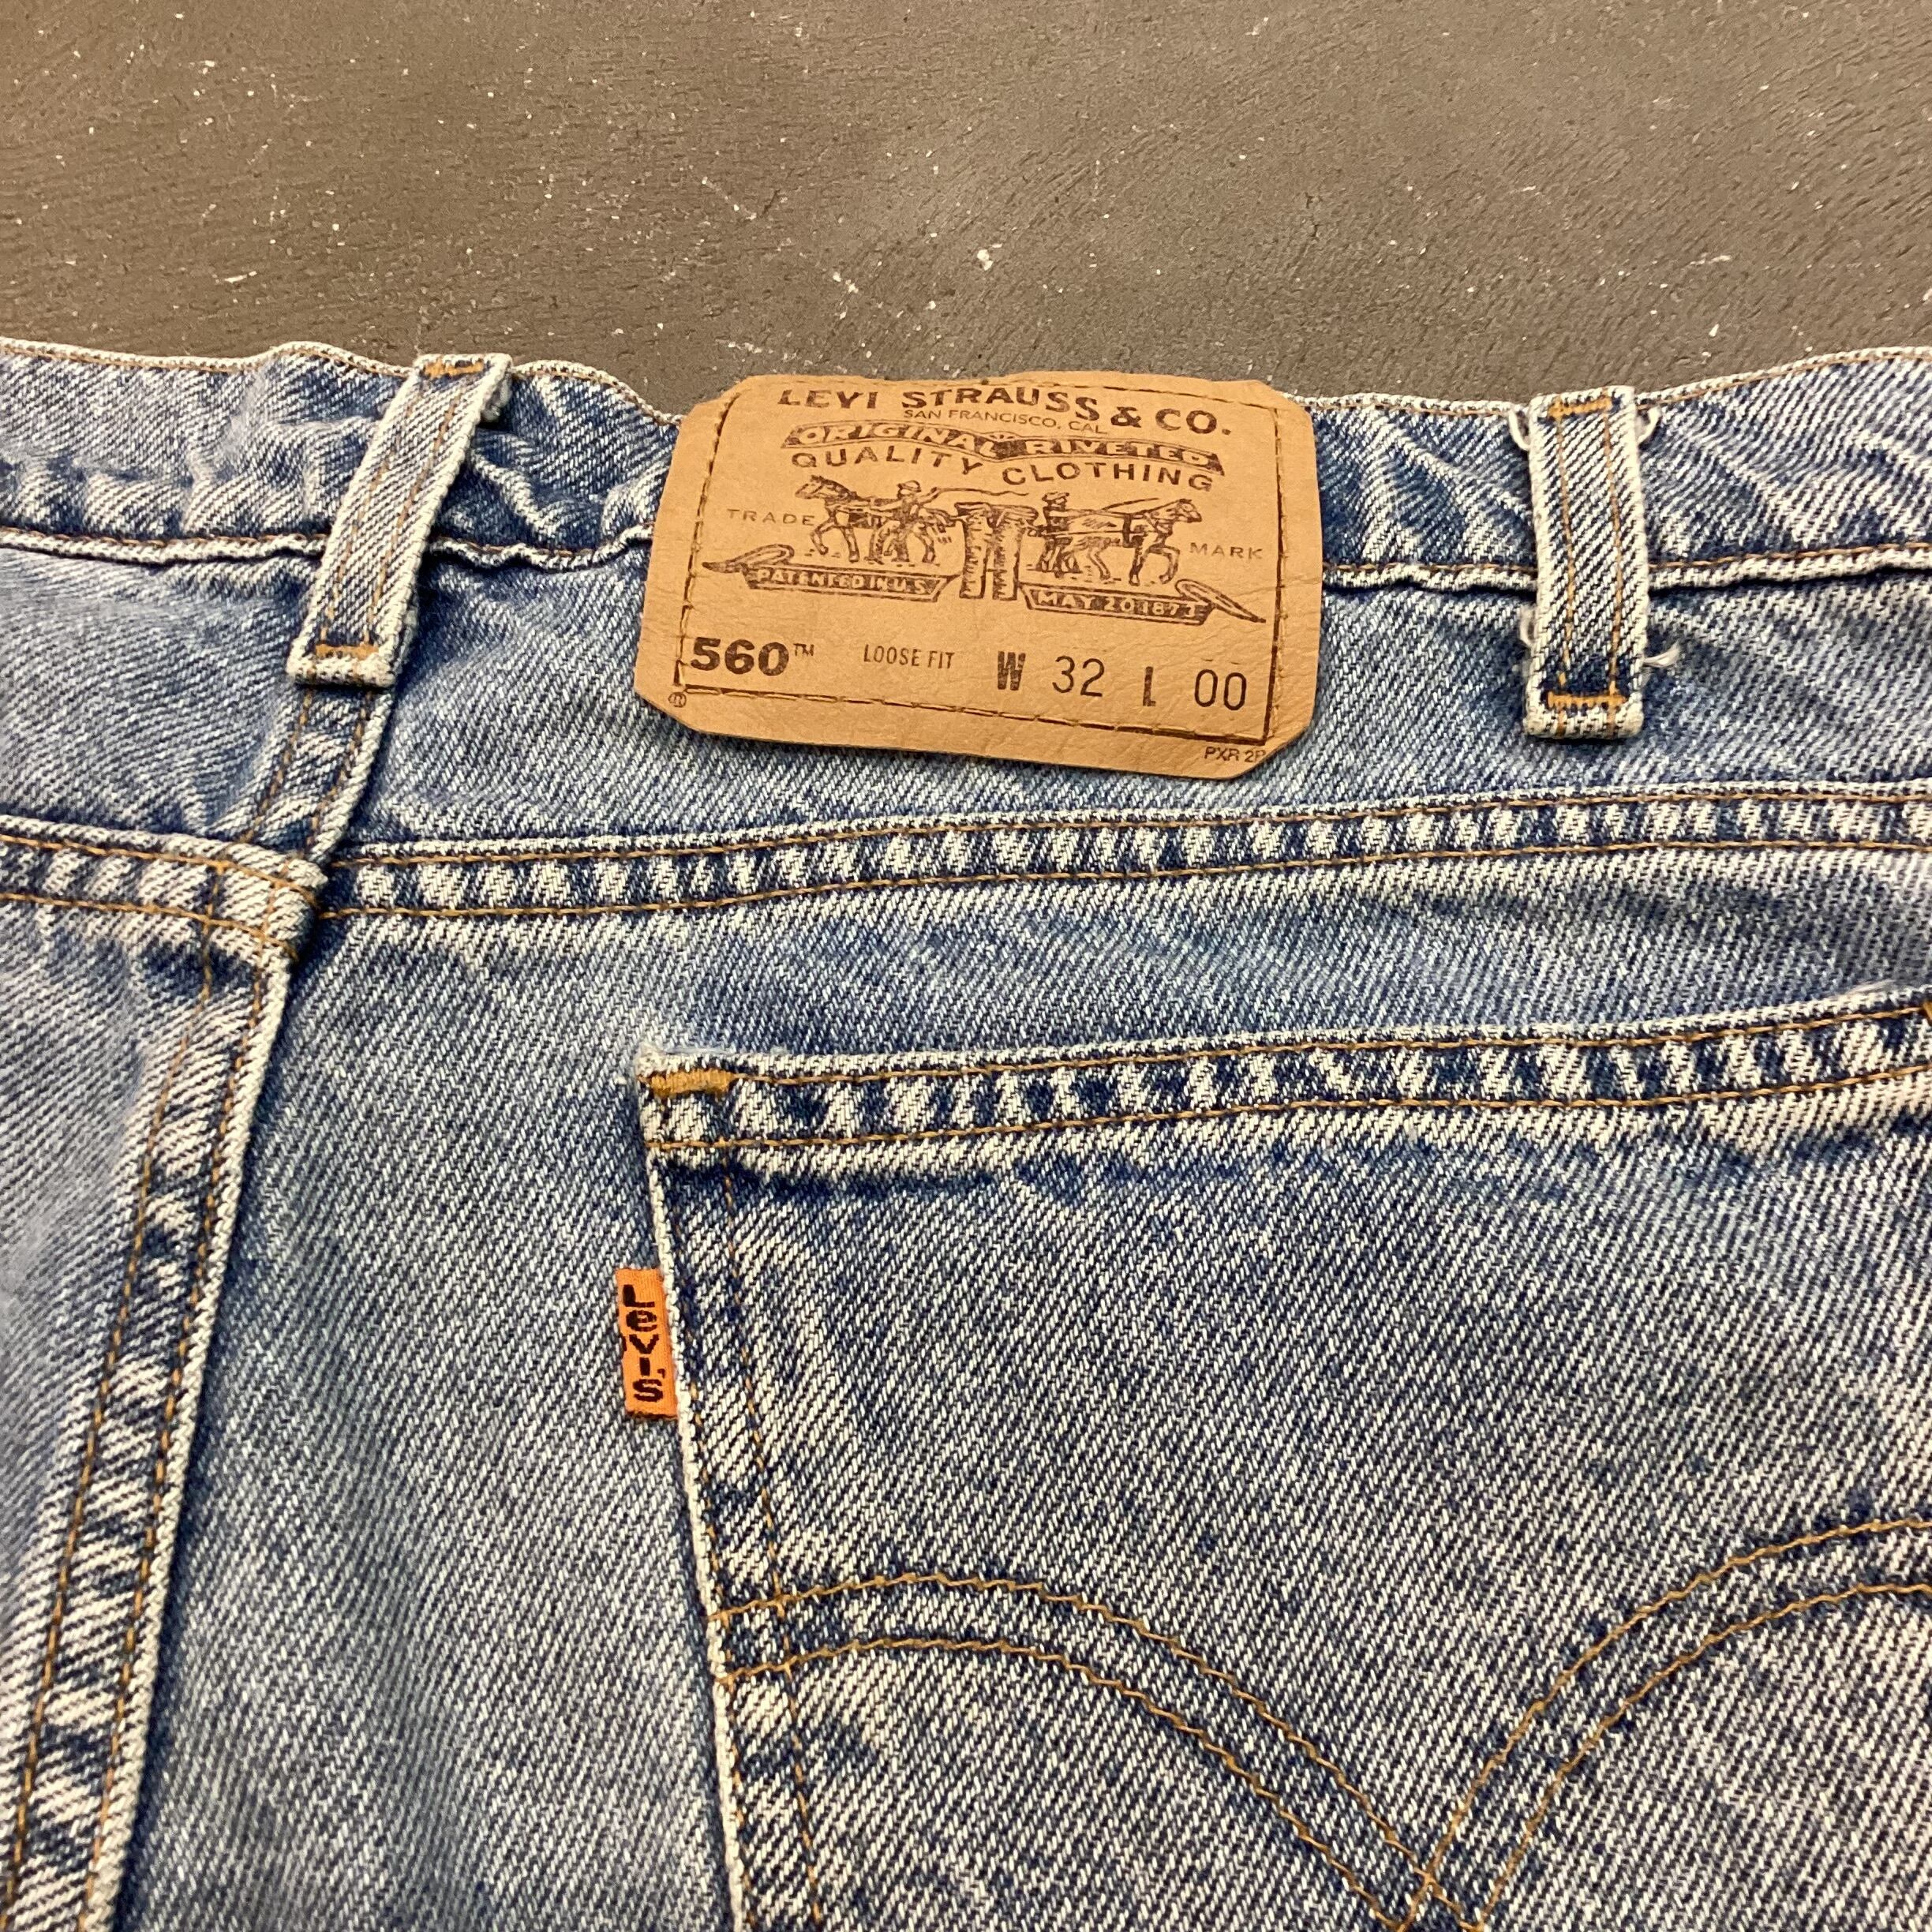 LEVI STRAUSS & CO.
SAN FRANCISCO, CAL.
ORIGINAL RIVETED
QUALITY CLOTHING
TRADE MARK
PATENTED IN U.S. MAY 20 1873
560™ LOOSE FIT W 32 L 00
®
PXR 2P
LEVI'S